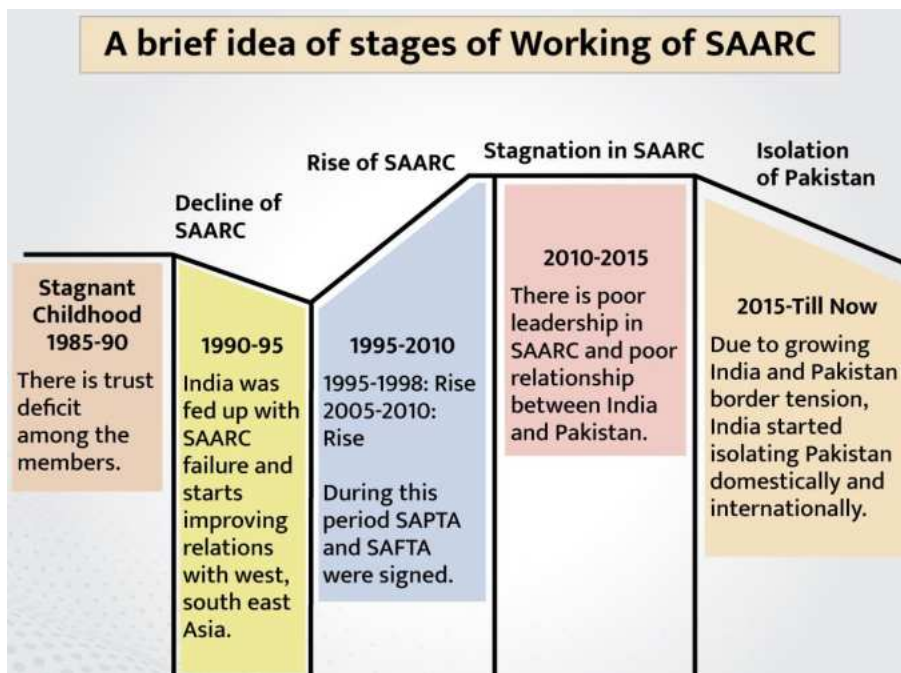 A brief idea of stages of Working of SAARC
Stagnant
Childhood
1985-90
There is trust
deficit
among the
members.
Decline of
SAARC
1990-95
India was
fed up with
SAARC
failure and
starts
improving
relations
with west,
south east
Asia.
Rise of SAARC
1995-2010
1995-1998: Rise
2005-2010:
Rise
During this
period SAPTA
and SAFTA
were signed.
Stagnation in SAARC
2010-2015
There is poor
leadership in
SAARC and poor
relationship
between India
and Pakistan.
Isolation
of Pakistan
2015-Till Now
Due to growing
India and Pakistan
border tension,
India started
isolating Pakistan
domestically and
internationally.